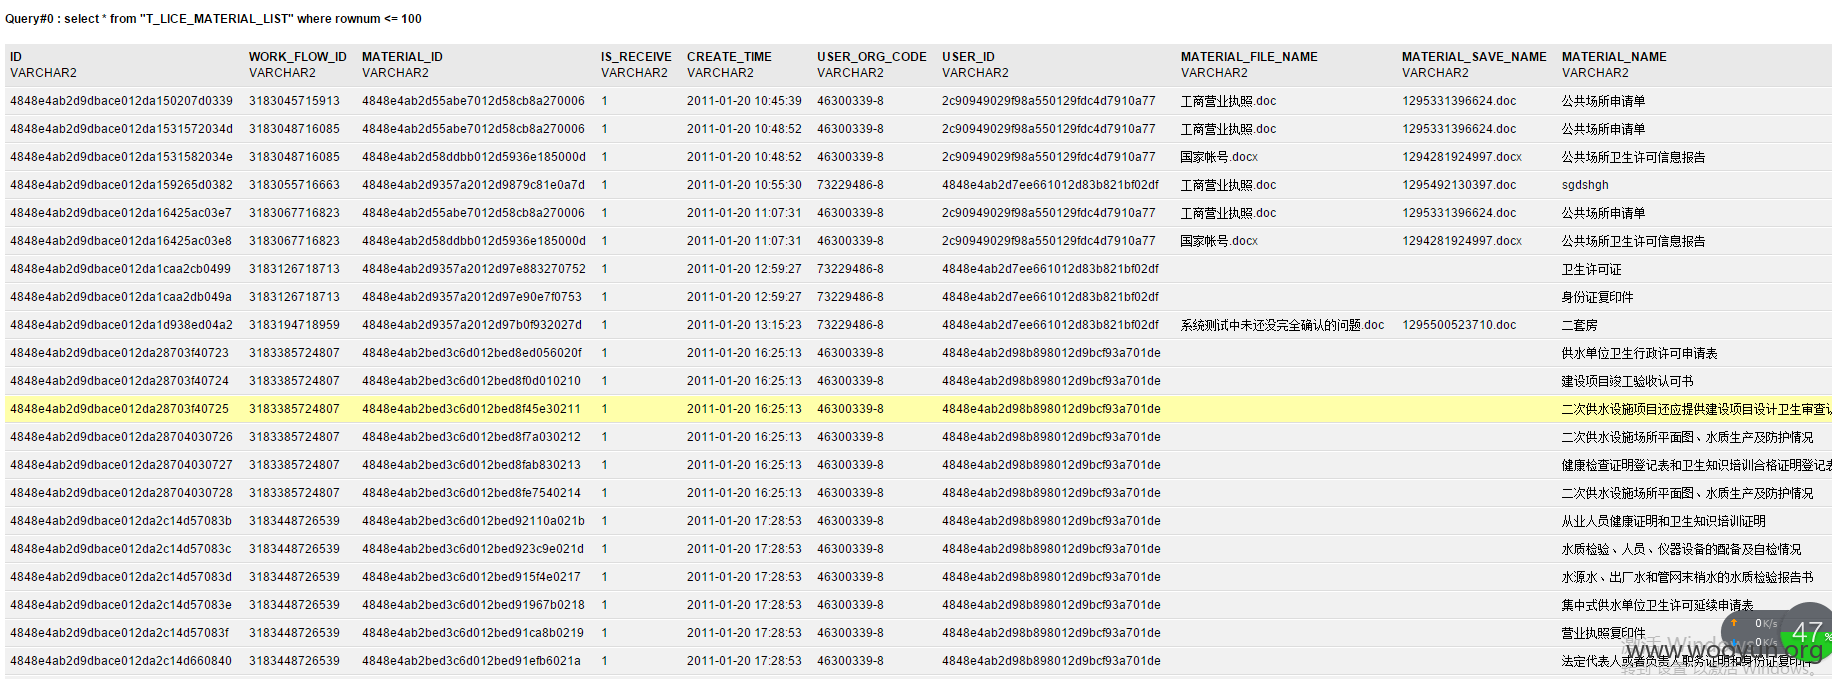 Query#0 : select * from "T_LICE_MATERIAL_LIST" where rownum <= 100
ID WORK_FLOW_ID MATERIAL_ID IS_RECEIVE CREATE_TIME USER_ORG_CODE USER_ID MATERIAL_FILE_NAME MATERIAL_SAVE_NAME MATERIAL_NAME
VARCHAR2 VARCHAR2 VARCHAR2 VARCHAR2 VARCHAR2 VARCHAR2 VARCHAR2 VARCHAR2 VARCHAR2 VARCHAR2
4848e4ab2d9dbace012da150207d0339 3183045715913 4848e4ab2d55abe7012d58cb8a270006 1 2011-01-20 10:45:39 46300339-8 2c90949029f98a550129fdc4d7910a77 工商营业执照.doc 1295331396624.doc 公共场所申请单
4848e4ab2d9dbace012da1531572034d 3183048716085 4848e4ab2d55abe7012d58cb8a270006 1 2011-01-20 10:48:52 46300339-8 2c90949029f98a550129fdc4d7910a77 工商营业执照.doc 1295331396624.doc 公共场所申请单
4848e4ab2d9dbace012da1531582034e 3183048716085 4848e4ab2d58ddbb012d5936e185000d 1 2011-01-20 10:48:52 46300339-8 2c90949029f98a550129fdc4d7910a77 国家帐号.docx 1294281924997.docx 公共场所卫生许可信息报告
4848e4ab2d9dbace012da159265d0382 3183055716663 4848e4ab2d9357a2012d9879c81e0a7d 1 2011-01-20 10:55:30 73229486-8 4848e4ab2d7ee661012d83b821bf02df 工商营业执照.doc 1295492130397.doc sgdshgh
4848e4ab2d9dbace012da16425ac03e7 3183067716823 4848e4ab2d55abe7012d58cb8a270006 1 2011-01-20 11:07:31 46300339-8 2c90949029f98a550129fdc4d7910a77 工商营业执照.doc 1295331396624.doc 公共场所申请单
4848e4ab2d9dbace012da16425ac03e8 3183067716823 4848e4ab2d58ddbb012d5936e185000d 1 2011-01-20 11:07:31 46300339-8 2c90949029f98a550129fdc4d7910a77 国家帐号.docx 1294281924997.docx 公共场所卫生许可信息报告
4848e4ab2d9dbace012da1caa2cb0499 3183126718713 4848e4ab2d9357a2012d97e883270752 1 2011-01-20 12:59:27 73229486-8 4848e4ab2d7ee661012d83b821bf02df 卫生许可证
4848e4ab2d9dbace012da1caa2db049a 3183126718713 4848e4ab2d9357a2012d97e90e7f0753 1 2011-01-20 12:59:27 73229486-8 4848e4ab2d7ee661012d83b821bf02df 身份证复印件
4848e4ab2d9dbace012da1d938ed04a2 3183194718959 4848e4ab2d9357a2012d97b0f932027d 1 2011-01-20 13:15:23 73229486-8 4848e4ab2d7ee661012d83b821bf02df 系统测试中未还没完全确认的问题.doc 1295500523710.doc 二套房
4848e4ab2d9dbace012da28703f40723 3183385724807 4848e4ab2bed3c6d012bed8ed056020f 1 2011-01-20 16:25:13 46300339-8 4848e4ab2d98b898012d9bcf93a701de 供水单位卫生行政许可申请表
4848e4ab2d9dbace012da28703f40724 3183385724807 4848e4ab2bed3c6d012bed8f0d010210 1 2011-01-20 16:25:13 46300339-8 4848e4ab2d98b898012d9bcf93a701de 建设项目竣工验收认可书
4848e4ab2d9dbace012da28703f40725 3183385724807 4848e4ab2bed3c6d012bed8f45e30211 1 2011-01-20 16:25:13 46300339-8 4848e4ab2d98b898012d9bcf93a701de 二次供水设施项目还应提供建设项目设计卫生审查
4848e4ab2d9dbace012da28704030726 3183385724807 4848e4ab2bed3c6d012bed8f7a030212 1 2011-01-20 16:25:13 46300339-8 4848e4ab2d98b898012d9bcf93a701de 二次供水设施场所平面图、水质生产及防护情况
4848e4ab2d9dbace012da28704030727 3183385724807 4848e4ab2bed3c6d012bed8fab830213 1 2011-01-20 16:25:13 46300339-8 4848e4ab2d98b898012d9bcf93a701de 健康检查证明登记表和卫生知识培训合格证明登记表
4848e4ab2d9dbace012da28704030728 3183385724807 4848e4ab2bed3c6d012bed8fe7540214 1 2011-01-20 16:25:13 46300339-8 4848e4ab2d98b898012d9bcf93a701de 二次供水设施场所平面图、水质生产及防护情况
4848e4ab2d9dbace012da2c14d57083b 3183448726539 4848e4ab2bed3c6d012bed92110a021b 1 2011-01-20 17:28:53 46300339-8 4848e4ab2d98b898012d9bcf93a701de 从业人员健康证明和卫生知识培训证明
4848e4ab2d9dbace012da2c14d57083c 3183448726539 4848e4ab2bed3c6d012bed923c9e021d 1 2011-01-20 17:28:53 46300339-8 4848e4ab2d98b898012d9bcf93a701de 水质检验、人员、仪器设备的配备及自检情况
4848e4ab2d9dbace012da2c14d57083d 3183448726539 4848e4ab2bed3c6d012bed915f4e0217 1 2011-01-20 17:28:53 46300339-8 4848e4ab2d98b898012d9bcf93a701de 水源水、出厂水和管网末梢水的水质检验报告书
4848e4ab2d9dbace012da2c14d57083e 3183448726539 4848e4ab2bed3c6d012bed91967b0218 1 2011-01-20 17:28:53 46300339-8 4848e4ab2d98b898012d9bcf93a701de 集中式供水单位卫生许可延续申请表
4848e4ab2d9dbace012da2c14d57083f 3183448726539 4848e4ab2bed3c6d012bed91ca8b0219 1 2011-01-20 17:28:53 46300339-8 4848e4ab2d98b898012d9bcf93a701de 营业执照复印件
4848e4ab2d9dbace012da2c14d660840 3183448726539 4848e4ab2bed3c6d012bed91efb6021a 1 2011-01-20 17:28:53 46300339-8 4848e4ab2d98b898012d9bcf93a701de 法定代表人或者负责人职务证明和身份证复印件
0K/s
0K/s
47%
激活 Windows
www.wooyun.org
转到"设置"以激活 Windows。